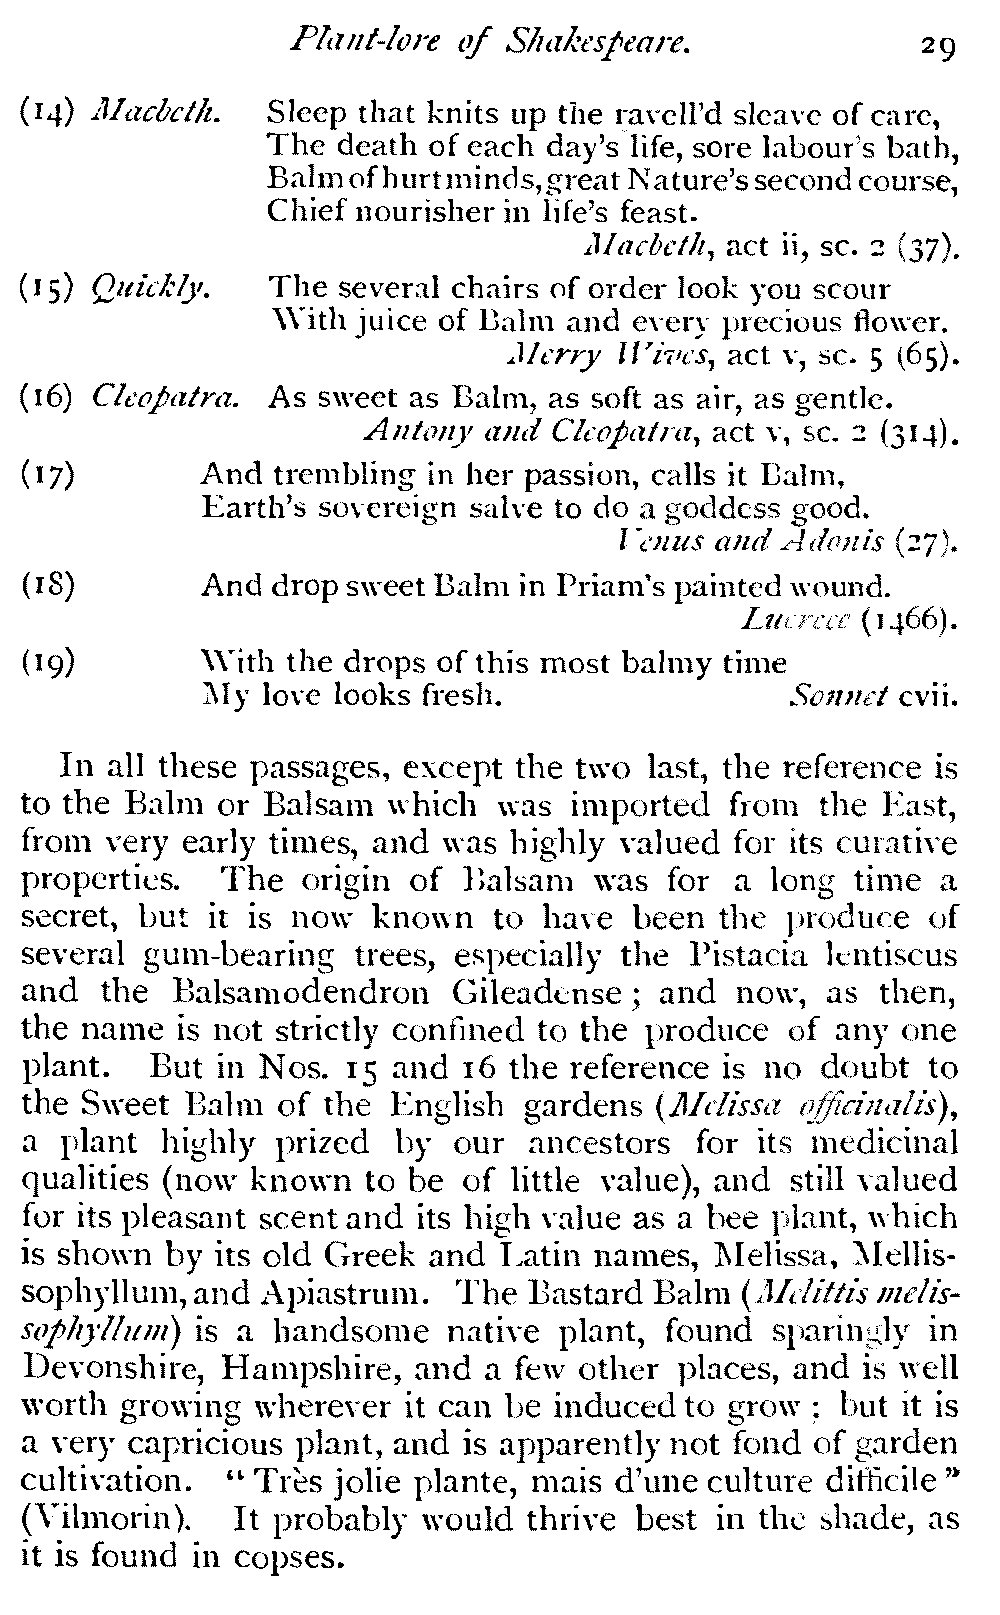 Plant-lore of Shakespeare. 29
(14) Macbeth. Sleep that knits up the ravell'd sleave of care,
The death of each day's life, sore labour's bath,
Balm of hurt minds, great Nature's second course,
Chief nourisher in life's feast.
Macbeth, act ii, sc. 2 (37).
(15) Quickly. The several chairs of order look you scour
With juice of Balm and every precious flower.
Merry Wives, act v, sc. 5 (65).
(16) Cleopatra. As sweet as Balm, as soft as air, as gentle.
Antony and Cleopatra, act v, sc. 2 (314).
(17) And trembling in her passion, calls it Balm,
Earth's sovereign salve to do a goddess good.
Venus and Adonis (27).
(18) And drop sweet Balm in Priam's painted wound.
Lucrece (1466).
(19) With the drops of this most balmy time
My love looks fresh. Sonnet cvii.
In all these passages, except the two last, the reference is
to the Balm or Balsam which was imported from the East,
from very early times, and was highly valued for its curative
properties. The origin of Balsam was for a long time a
secret, but it is now known to have been the produce of
several gum-bearing trees, especially the Pistacia lentiscus
and the Balsamodendron Gileadense; and now, as then,
the name is not strictly confined to the produce of any one
plant. But in Nos. 15 and 16 the reference is no doubt to
the Sweet Balm of the English gardens (Melissa officinalis),
a plant highly prized by our ancestors for its medicinal
qualities (now known to be of little value), and still valued
for its pleasant scent and its high value as a bee plant, which
is shown by its old Greek and Latin names, Melissa, Mellis-
sophyllum, and Apiastrum. The Bastard Balm (Melittis melis-
sophyllum) is a handsome native plant, found sparingly in
Devonshire, Hampshire, and a few other places, and is well
worth growing wherever it can be induced to grow; but it is
a very capricious plant, and is apparently not fond of garden
cultivation. "Très jolie plante, mais d'une culture difficile"
(Vilmorin). It probably would thrive best in the shade, as
it is found in copses.